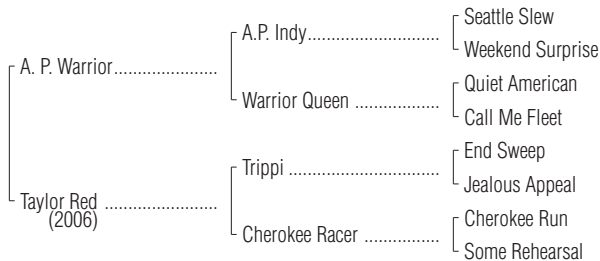 Seattle Slew
A.P. Indy......................................
Weekend Surprise
A. P. Warrior.....................
Quiet American
Warrior Queen .................
Call Me Fleet
End Sweep
Trippi ..............................
Jealous Appeal
Taylor Red .......................
(2006)
Cherokee Run
Cherokee Racer ...............
Some Rehearsal